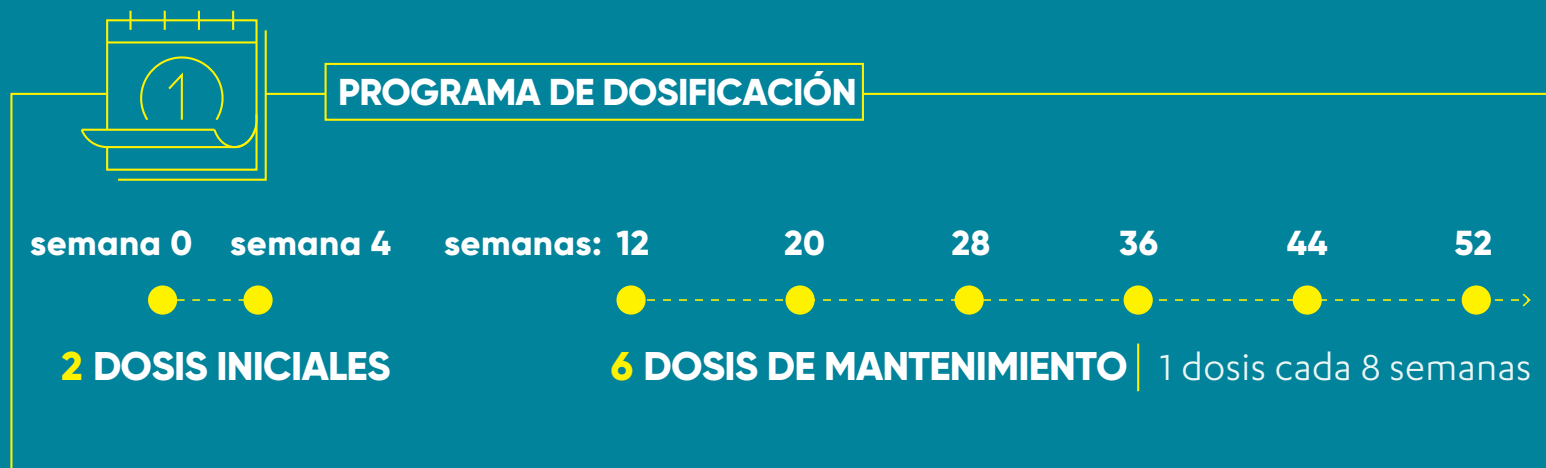 1
PROGRAMA DE DOSIFICACIÓN
semana 0 semana 4 semanas: 12 20 28 36 44 52
2 DOSIS INICIALES
6 DOSIS DE MANTENIMIENTO 1 dosis cada 8 semanas